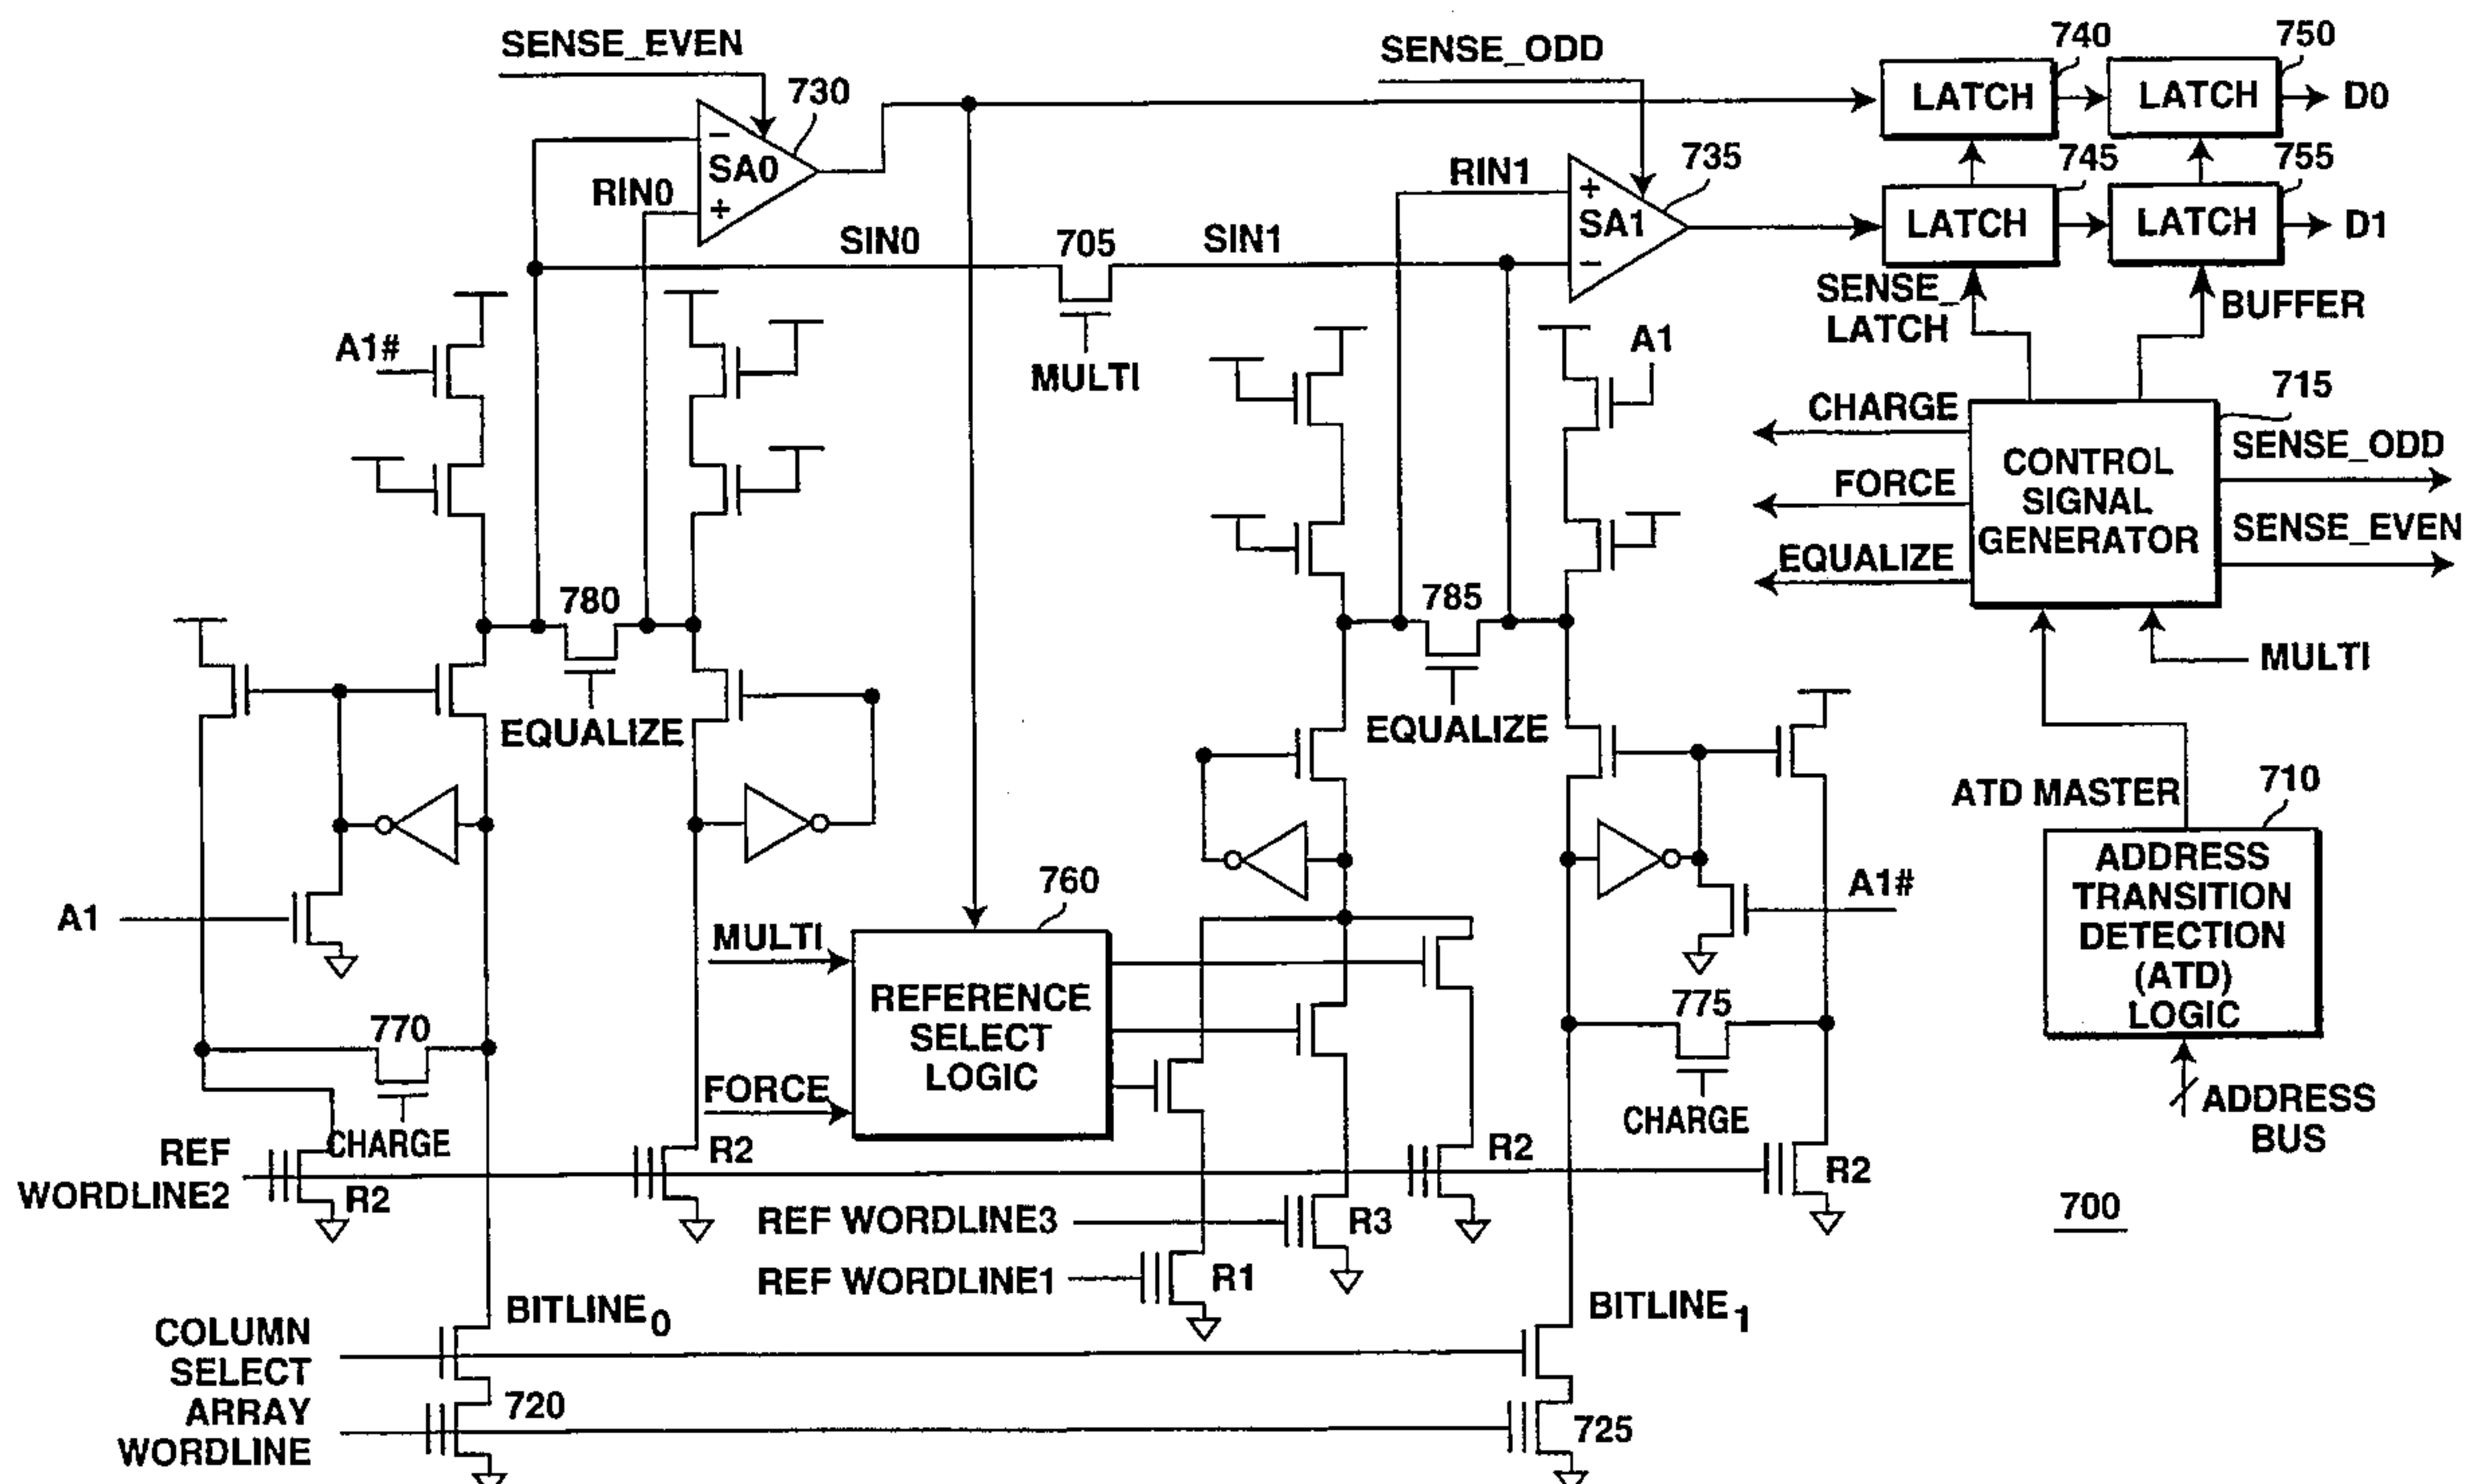 SENSE_EVEN
SENSE_ODD
740
750
730
LATCH
LATCH
D0
−
SA0
RIN0
+
RIN1
735
745
755
+
SA1
−
LATCH
LATCH
D1
SIN0
705
SIN1
MULTI
SENSE_
LATCH
BUFFER
A1#
A1
715
CHARGE
FORCE
EQUALIZE
CONTROL
SIGNAL
GENERATOR
SENSE_ODD
SENSE_EVEN
MULTI
780
785
EQUALIZE
EQUALIZE
ATD MASTER
710
ADDRESS
TRANSITION
DETECTION
(ATD)
LOGIC
ADDRESS
BUS
A1
760
A1#
MULTI
FORCE
REFERENCE
SELECT
LOGIC
770
775
CHARGE
CHARGE
REF
WORDLINE2
R2
R2
R2
R2
REF WORDLINE3
R3
REF WORDLINE1
R1
700
BITLINE0
BITLINE1
COLUMN
SELECT
ARRAY
WORDLINE
720
725